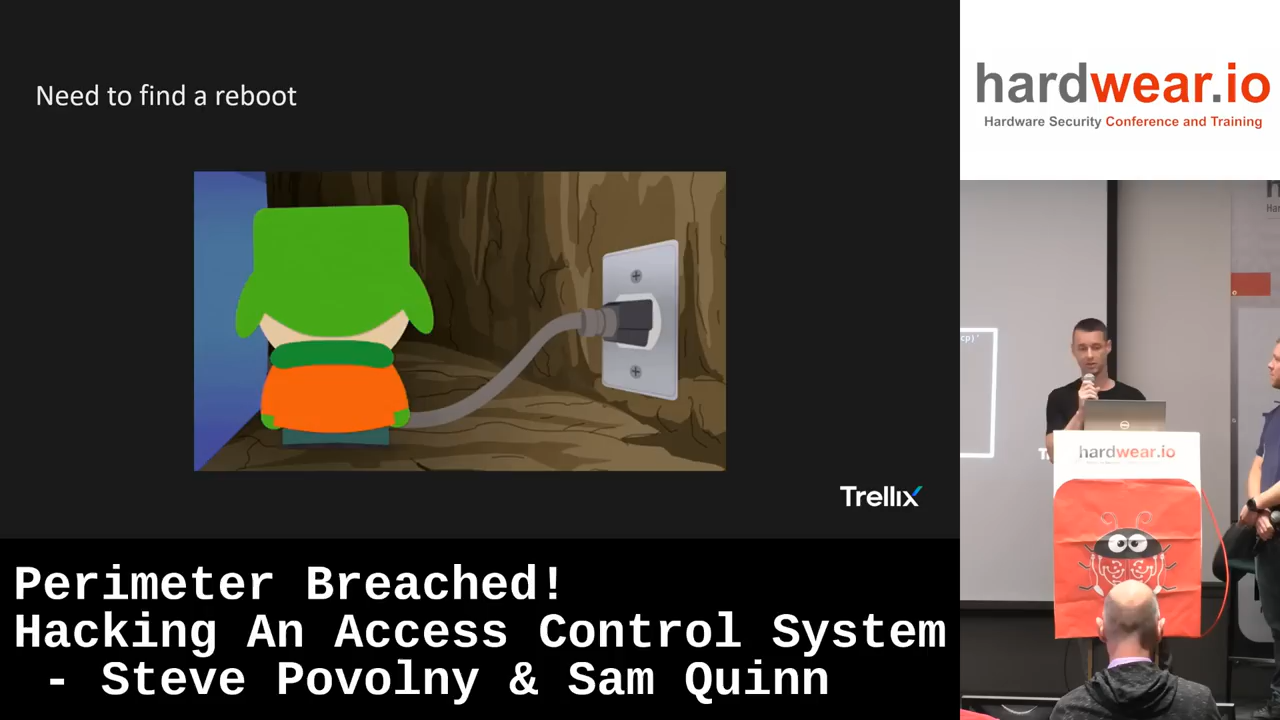 Need to find a reboot
Trellix
Perimeter Breached!
Hacking An Access Control System
- Steve Povolny & Sam Quinn
hardwear.io
Hardware Security Conference and Training
cp)'
hardwear.io